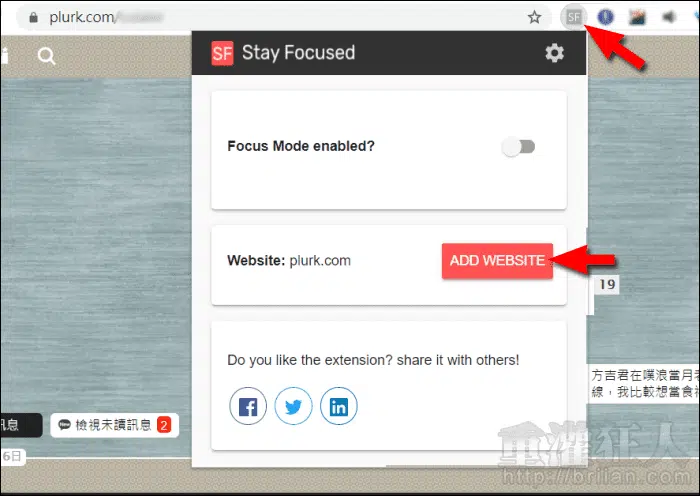 plurk.com/
SF
SF Stay Focused
Focus Mode enabled?
Website: plurk.com
ADD WEBSITE
19
Do you like the extension? share it with others!
方吉君在噗浪當月老
線，我比較想當食神
訊息
檢視未讀訊息 2
6日
重灌狂人
http://briian.com